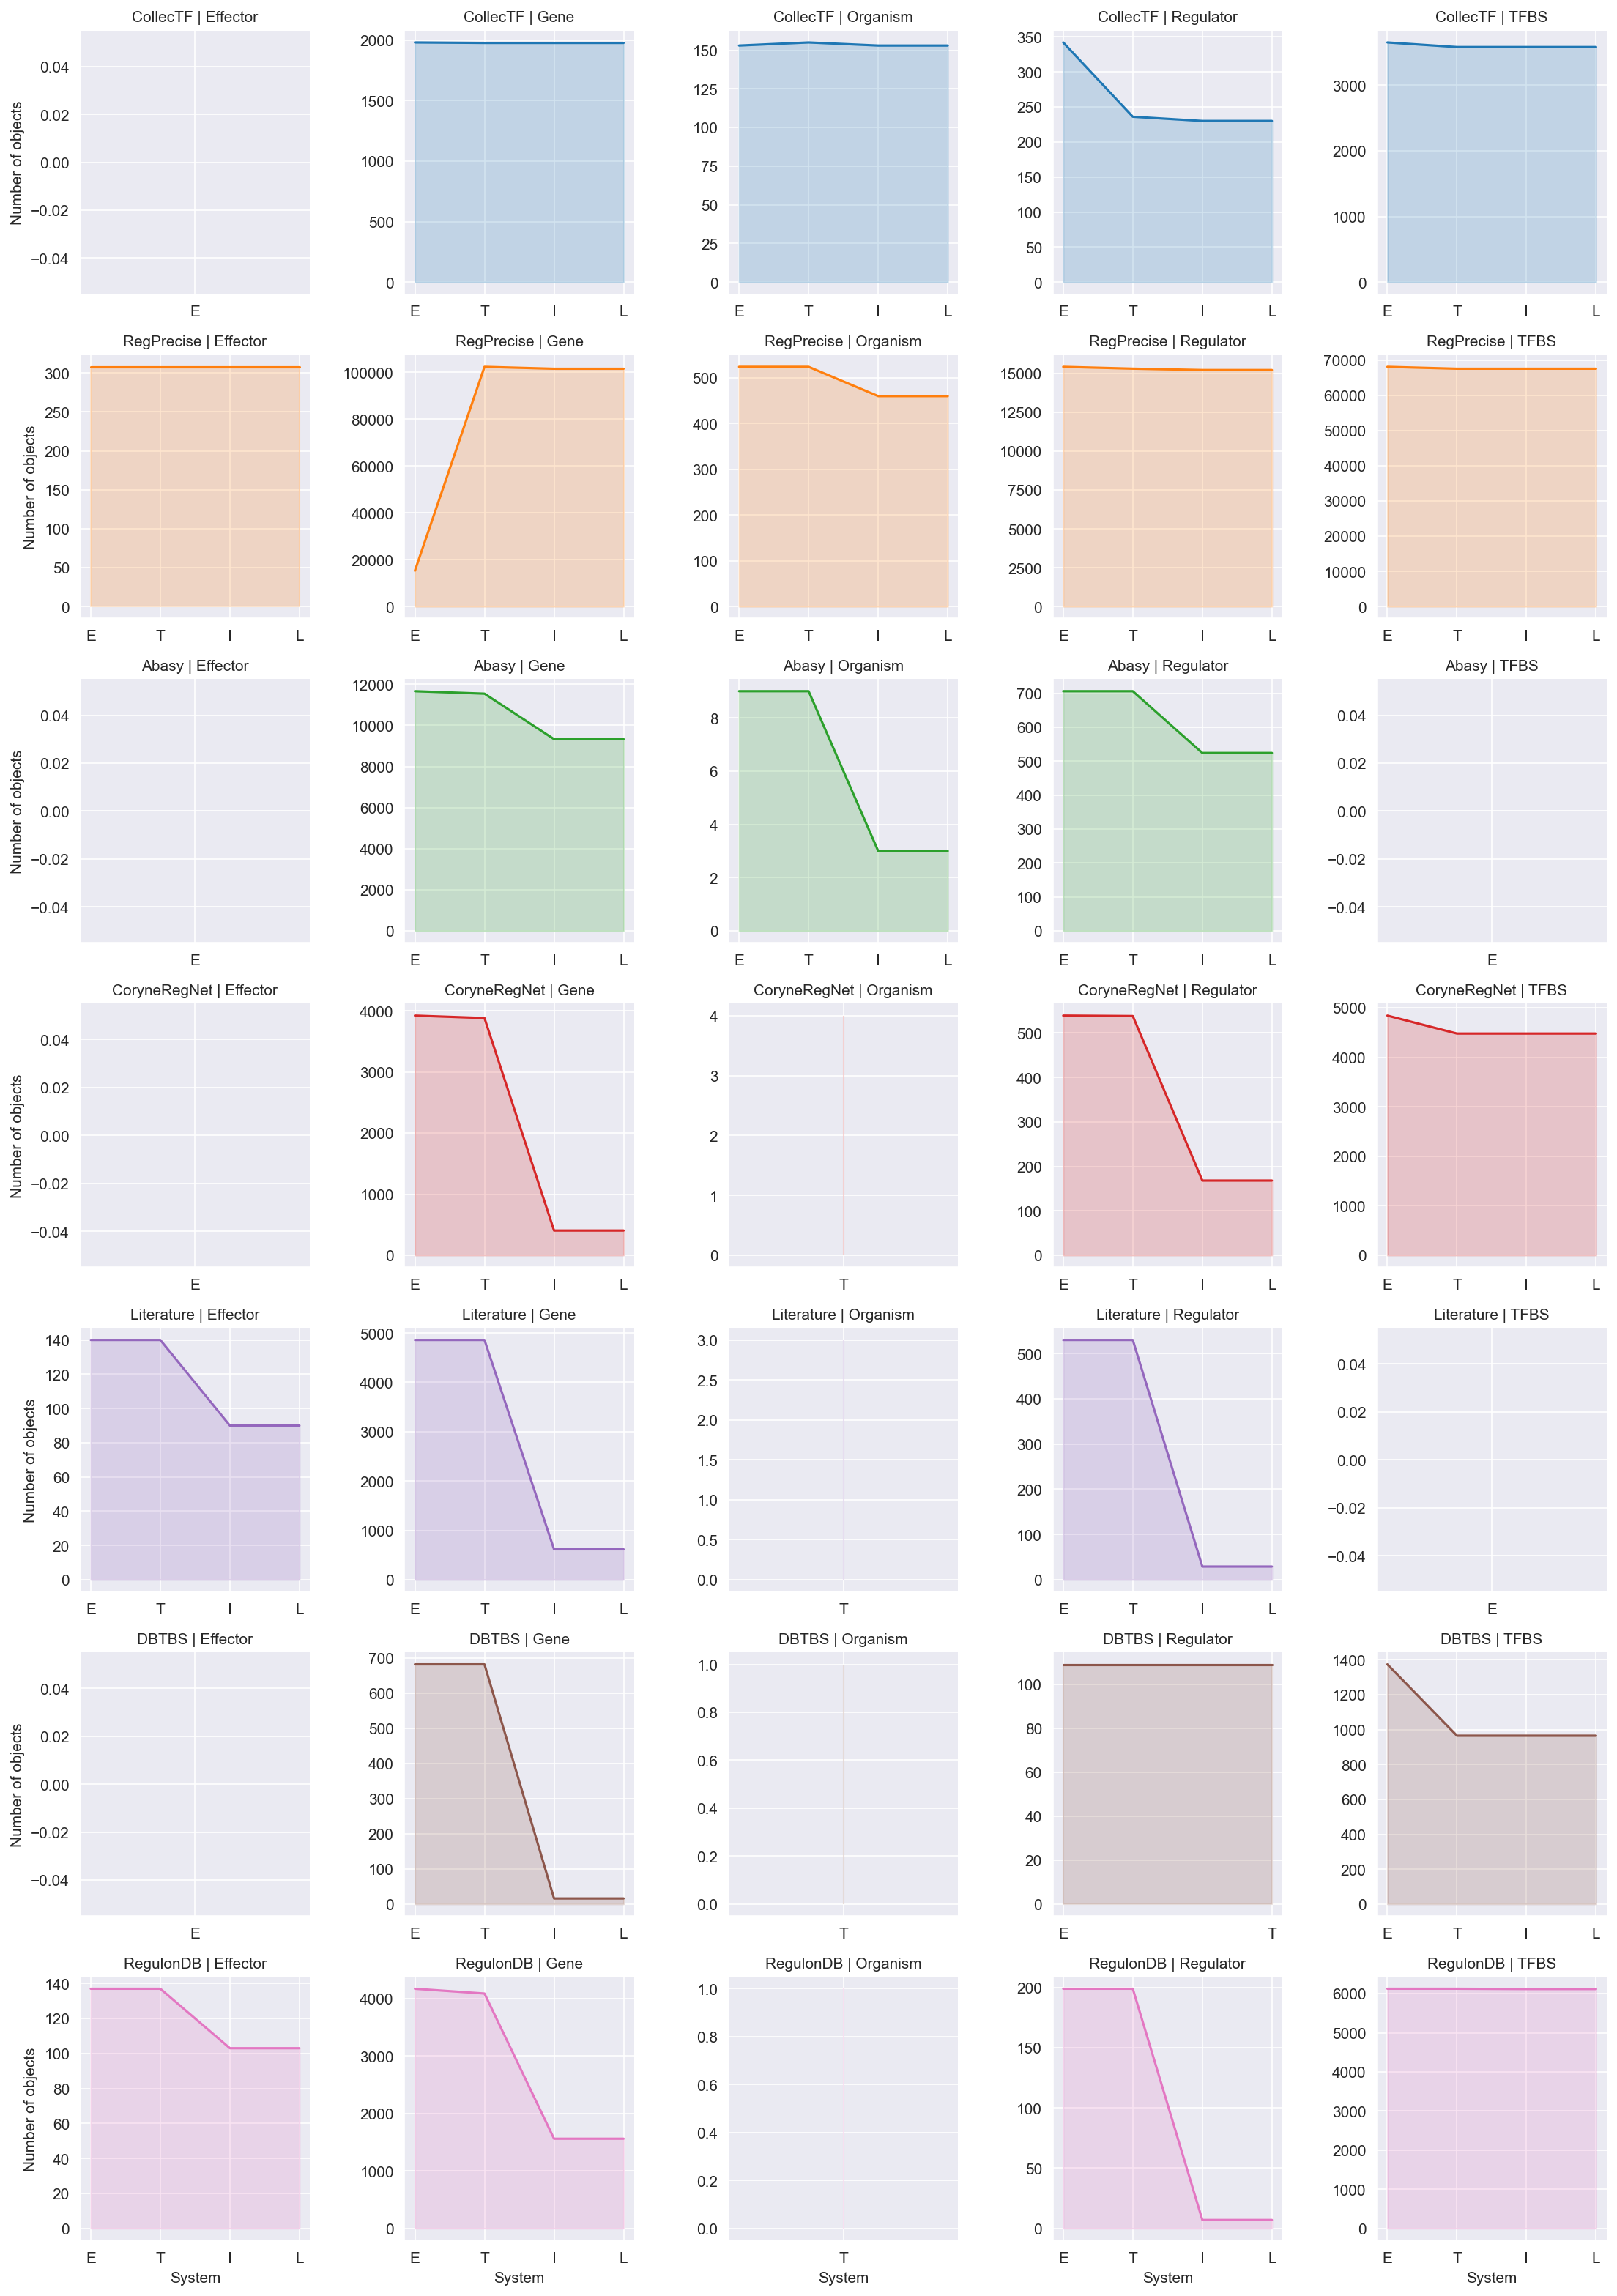 CollecTF | Effector
CollecTF | Gene
CollecTF | Organism
CollecTF | Regulator
CollecTF | TFBS
Number of objects
0.04
0.02
0.00
−0.02
−0.04
E
2000
1500
1000
500
0
E T I L
150
125
100
75
50
25
0
E T I L
350
300
250
200
150
100
50
0
E T I L
3000
2000
1000
0
E T I L
RegPrecise | Effector
RegPrecise | Gene
RegPrecise | Organism
RegPrecise | Regulator
RegPrecise | TFBS
Number of objects
300
250
200
150
100
50
0
E T I L
100000
80000
60000
40000
20000
0
E T I L
500
400
300
200
100
0
E T I L
15000
12500
10000
7500
5000
2500
0
E T I L
70000
60000
50000
40000
30000
20000
10000
0
E T I L
Abasy | Effector
Abasy | Gene
Abasy | Organism
Abasy | Regulator
Abasy | TFBS
Number of objects
0.04
0.02
0.00
−0.02
−0.04
E
12000
10000
8000
6000
4000
2000
0
E T I L
8
6
4
2
0
E T I L
700
600
500
400
300
200
100
0
E T I L
0.04
0.02
0.00
−0.02
−0.04
E
CoryneRegNet | Effector
CoryneRegNet | Gene
CoryneRegNet | Organism
CoryneRegNet | Regulator
CoryneRegNet | TFBS
Number of objects
0.04
0.02
0.00
−0.02
−0.04
E
4000
3000
2000
1000
0
E T I L
4
3
2
1
0
T
500
400
300
200
100
0
E T I L
5000
4000
3000
2000
1000
0
E T I L
Literature | Effector
Literature | Gene
Literature | Organism
Literature | Regulator
Literature | TFBS
Number of objects
140
120
100
80
60
40
20
0
E T I L
5000
4000
3000
2000
1000
0
E T I L
3.0
2.5
2.0
1.5
1.0
0.5
0.0
T
500
400
300
200
100
0
E T I L
0.04
0.02
0.00
−0.02
−0.04
E
DBTBS | Effector
DBTBS | Gene
DBTBS | Organism
DBTBS | Regulator
DBTBS | TFBS
Number of objects
0.04
0.02
0.00
−0.02
−0.04
E
700
600
500
400
300
200
100
0
E T I L
1.0
0.8
0.6
0.4
0.2
0.0
T
100
80
60
40
20
0
E T
1400
1200
1000
800
600
400
200
0
E T I L
RegulonDB | Effector
RegulonDB | Gene
RegulonDB | Organism
RegulonDB | Regulator
RegulonDB | TFBS
Number of objects
140
120
100
80
60
40
20
0
E T I L
System
4000
3000
2000
1000
0
E T I L
System
1.0
0.8
0.6
0.4
0.2
0.0
T
System
200
150
100
50
0
E T I L
System
6000
5000
4000
3000
2000
1000
0
E T I L
System